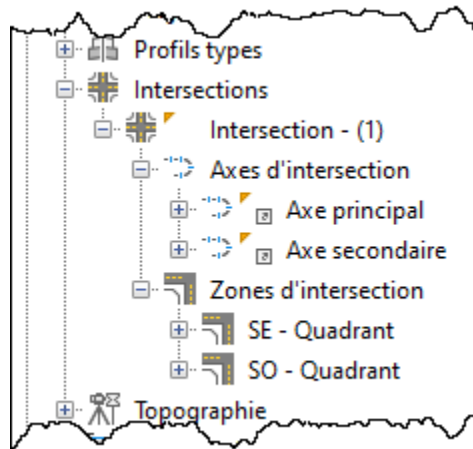 Profils types
Intersections
Intersection - (1)
Axes d'intersection
Axe principal
Axe secondaire
Zones d'intersection
SE - Quadrant
SO - Quadrant
Topographie